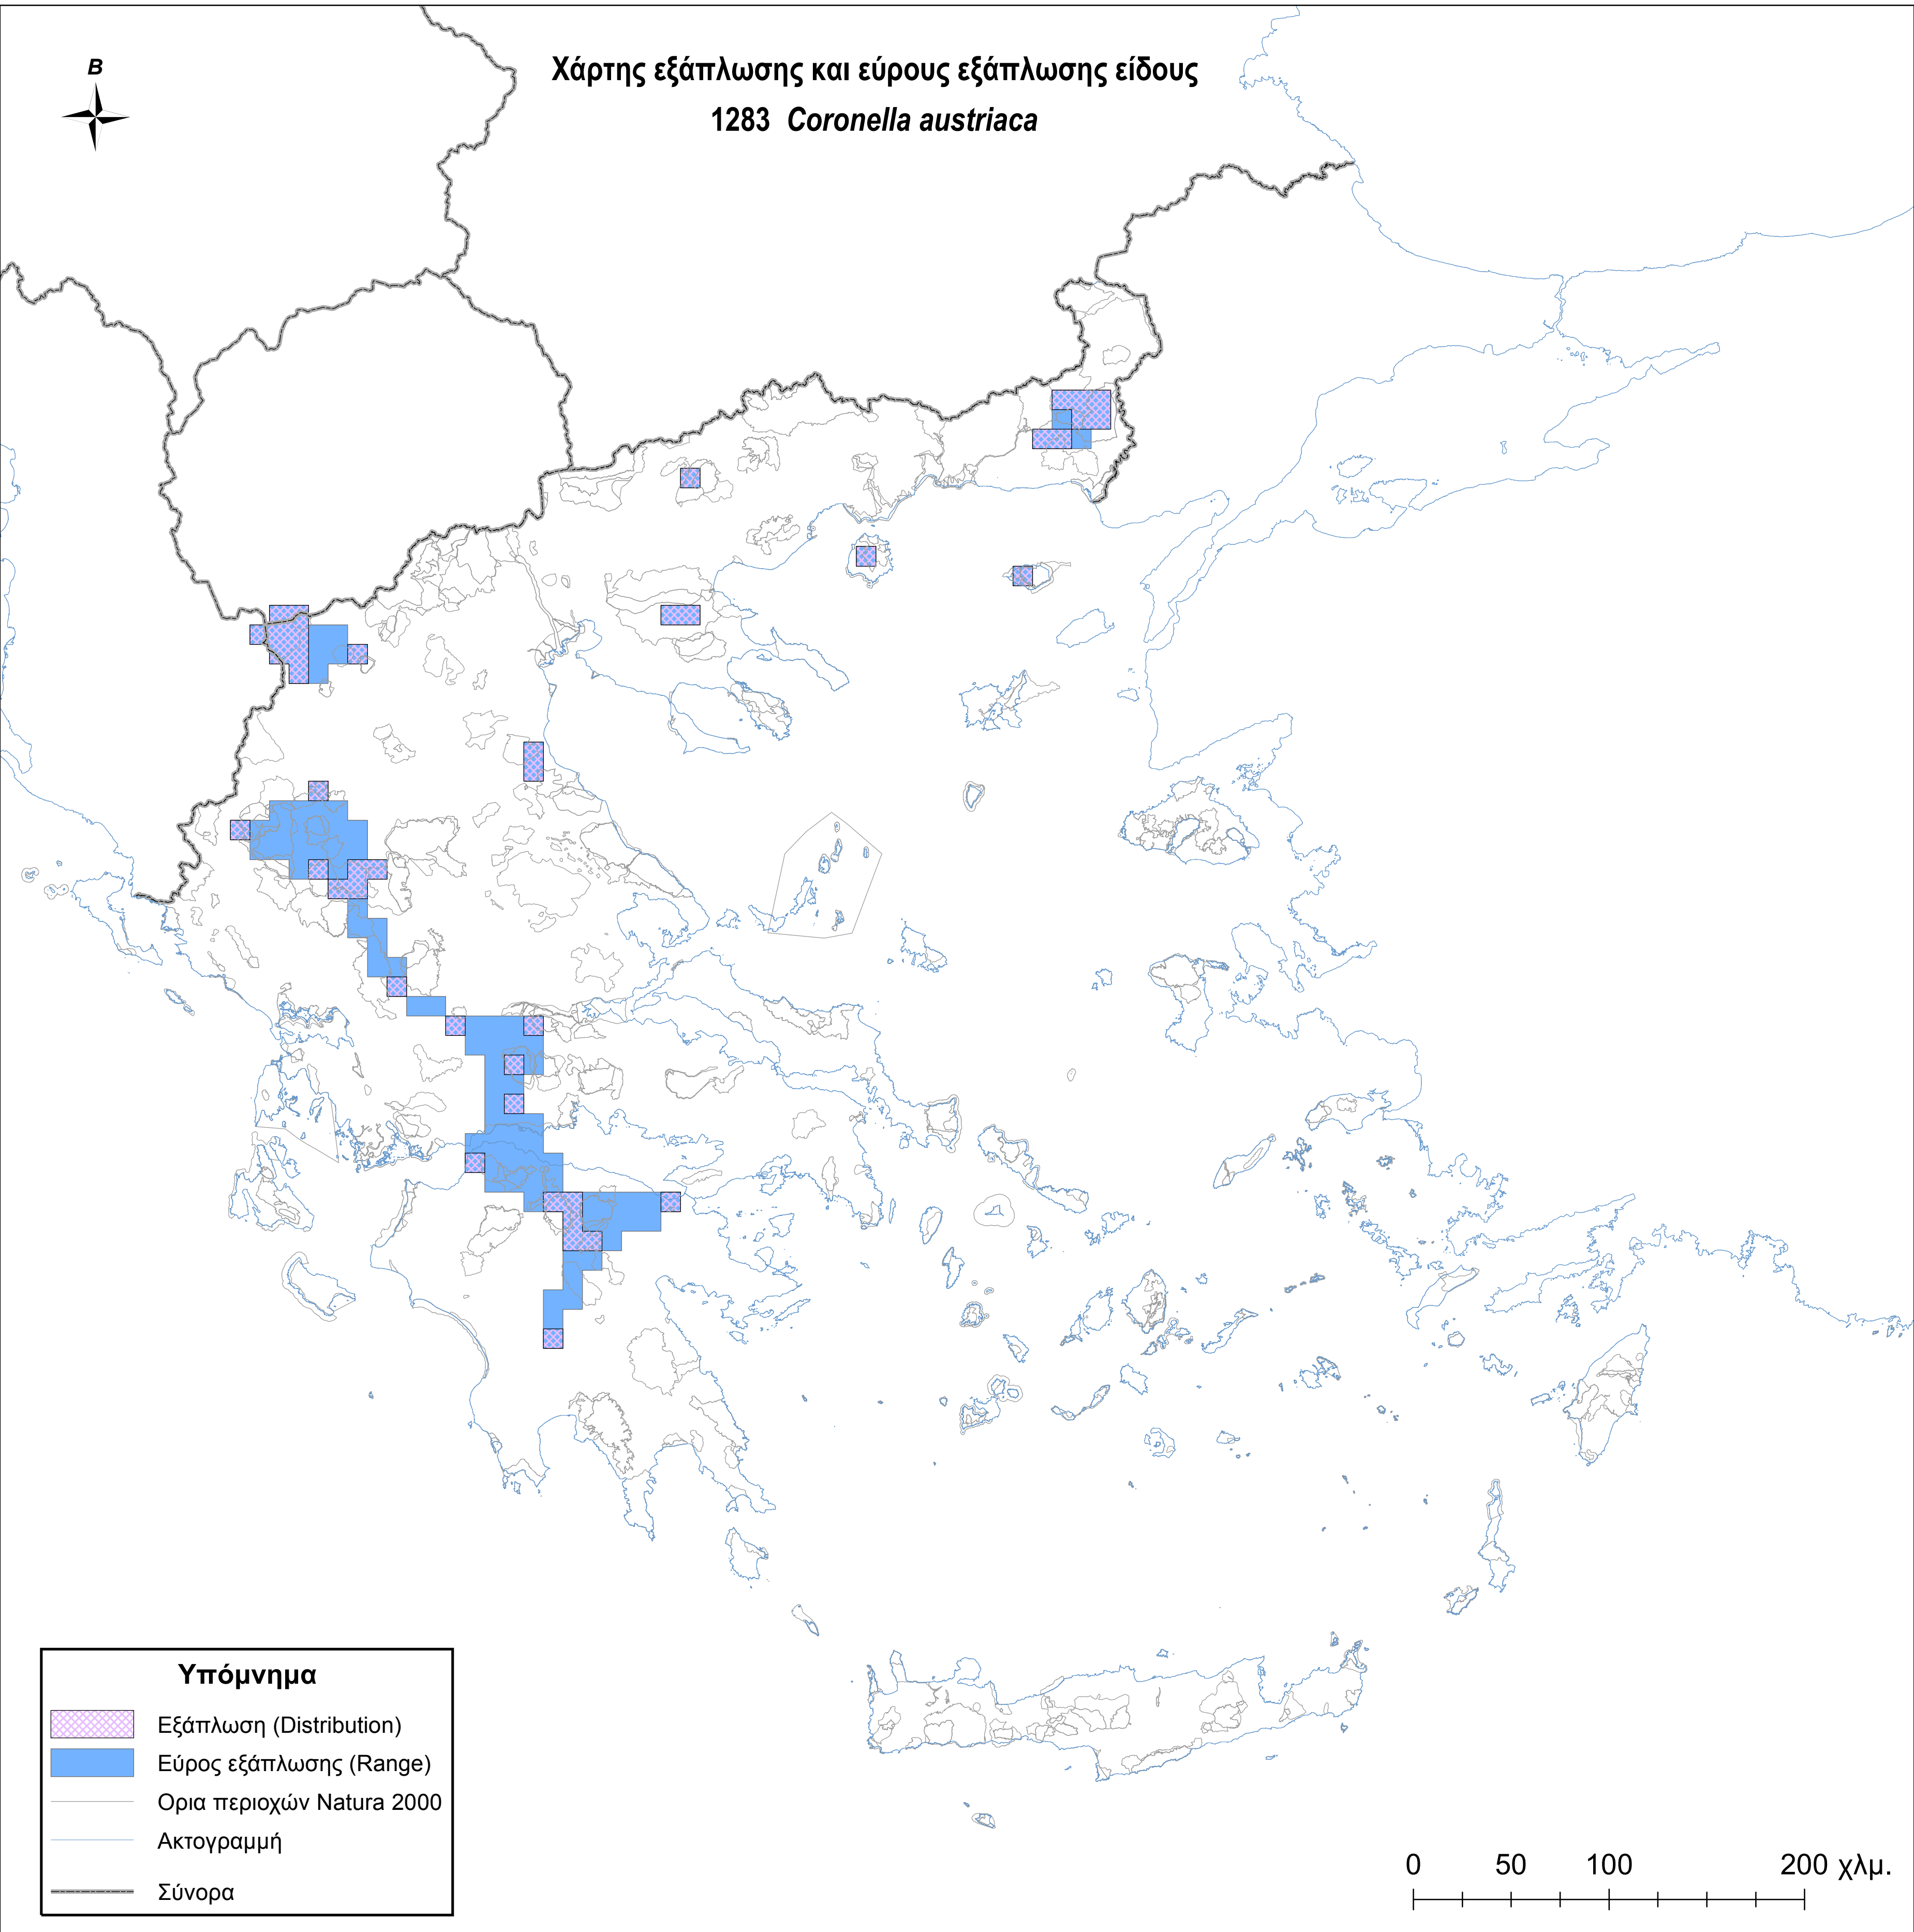 B
Χάρτης εξάπλωσης και εύρους εξάπλωσης είδους
1283 Coronella austriaca
Υπόμνημα
Εξάπλωση (Distribution)
Εύρος εξάπλωσης (Range)
Ορια περιοχών Natura 2000
Ακτογραμμή
Σύνορα
0 50 100 200 χλμ.